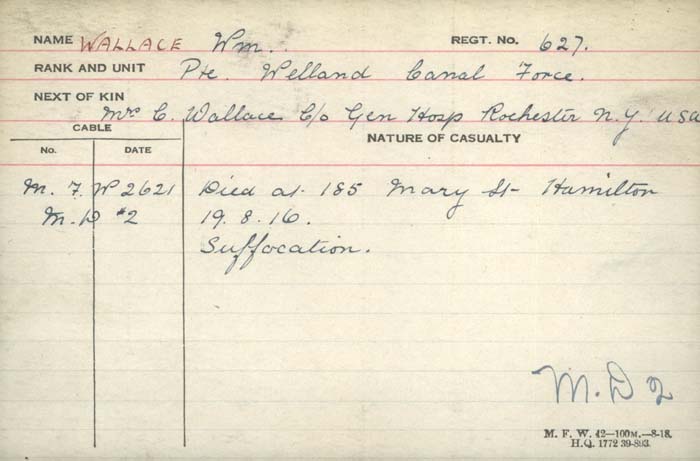 NAME WALLACE Wm. REGT. No. 627.
RANK AND UNIT Pte. Welland Canal Force.
NEXT OF KIN
Mrs C. Wallace C/o Gen Hosp Rochester N.Y. USA
CABLE NATURE OF CASUALTY
No. DATE
M. F. W 2621 Died at 185 Mary St Hamilton
M. D #2 19.8.16.
Suffocation.
M. D 2
M. F. W. 42—100M.—8-18.
H.Q. 1772 39-893.